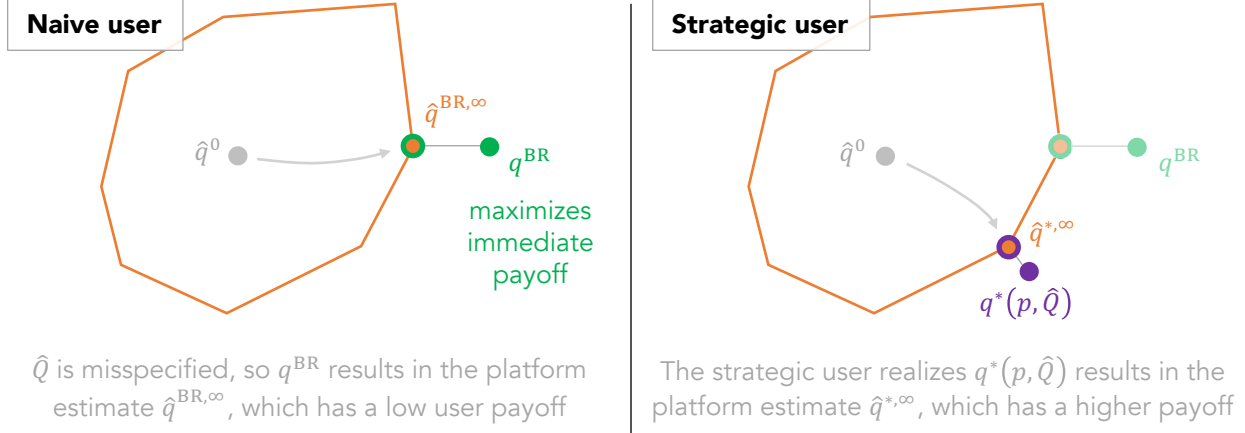 Naive user
q̂⁰
q̂^{BR,∞}
q^{BR}
maximizes
immediate
payoff
Q̂ is misspecified, so q^{BR} results in the platform
estimate q̂^{BR,∞}, which has a low user payoff
Strategic user
q̂⁰
q^{BR}
q̂^{*,∞}
q^*(p, Q̂)
The strategic user realizes q^*(p, Q̂) results in the
platform estimate q̂^{*,∞}, which has a higher payoff